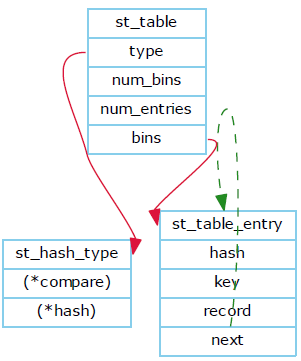 st_table
type
num_bins
num_entries
bins
st_hash_type
(*compare)
(*hash)
st_table_entry
hash
key
record
next